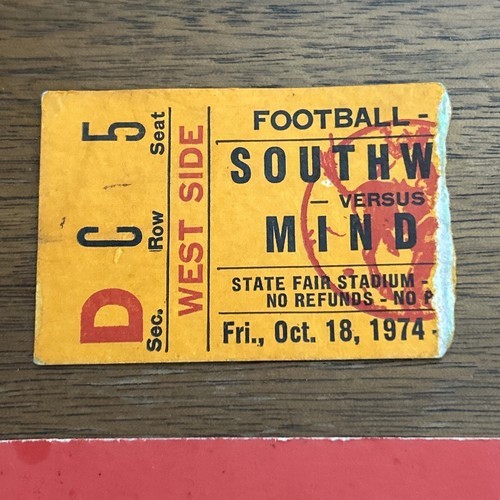 D C 5
Sec. Row Seat
WEST SIDE
FOOTBALL -
SOUTHW
— VERSUS
MIND
STATE FAIR STADIUM -
NO REFUNDS - NO P
Fri., Oct. 18, 1974 -